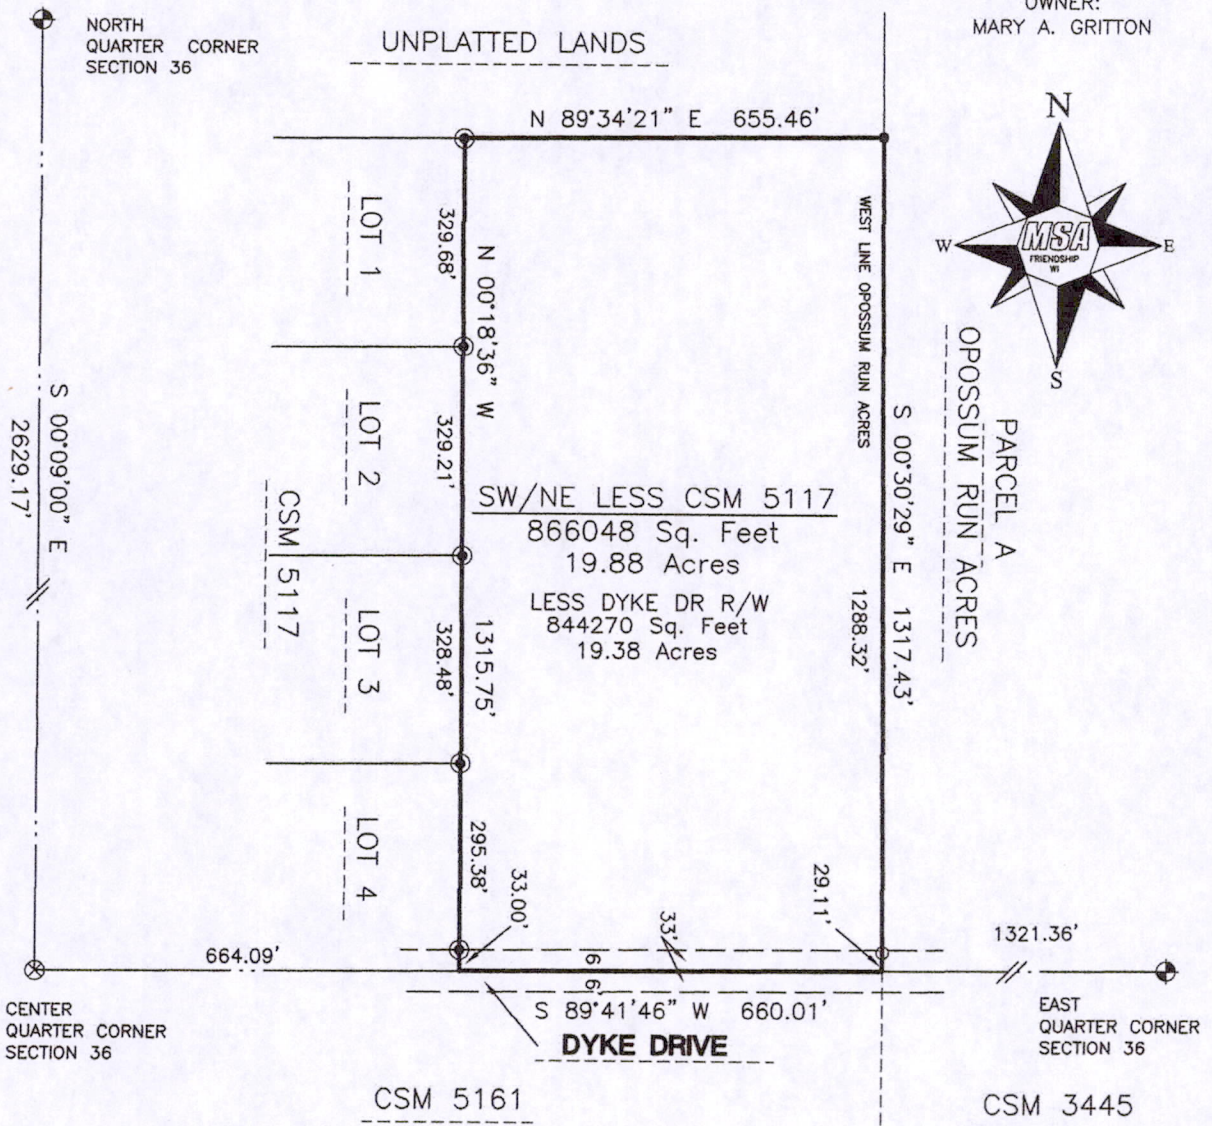 OWNER:
MARY A. GRITTON
NORTH
QUARTER CORNER
SECTION 36
UNPLATTED LANDS
N 89°34'21" E 655.46'
N
W
E
S
MSA
FRIENDSHIP
WI
LOT 1
329.68'
N 00°18'36" W
WEST LINE OPOSSUM RUN ACRES
S 00°09'00" E
2629.17'
LOT 2
329.21'
S 00°30'29" E 1317.43'
PARCEL A
OPOSSUM RUN ACRES
CSM 5117
SW/NE LESS CSM 5117
866048 Sq. Feet
19.88 Acres
LESS DYKE DR R/W
844270 Sq. Feet
19.38 Acres
1288.32'
LOT 3
328.48'
1315.75'
LOT 4
295.38'
33.00'
33'
29.11'
664.09'
1321.36'
S 89°41'46" W 660.01'
DYKE DRIVE
CENTER
QUARTER CORNER
SECTION 36
EAST
QUARTER CORNER
SECTION 36
CSM 5161
CSM 3445